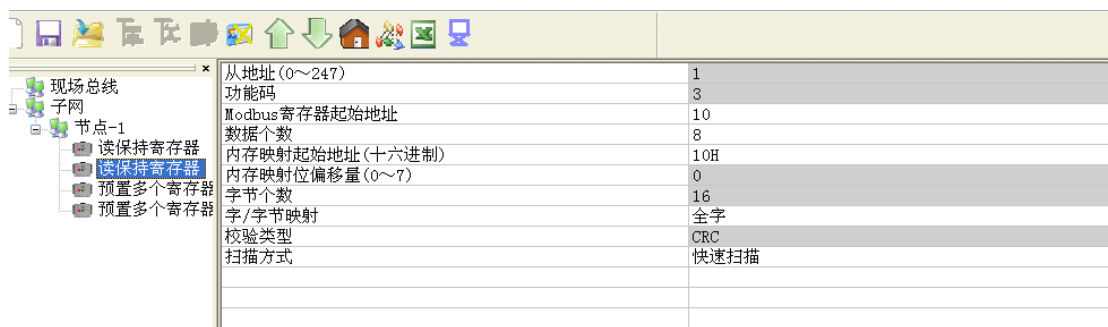 现场总线
子网
节点-1
读保持寄存器
读保持寄存器
预置多个寄存器
预置多个寄存器
从地址(0～247) 1
功能码 3
Modbus寄存器起始地址 10
数据个数 8
内存映射起始地址(十六进制) 10H
内存映射位偏移量(0～7) 0
字节个数 16
字/字节映射 全字
校验类型 CRC
扫描方式 快速扫描